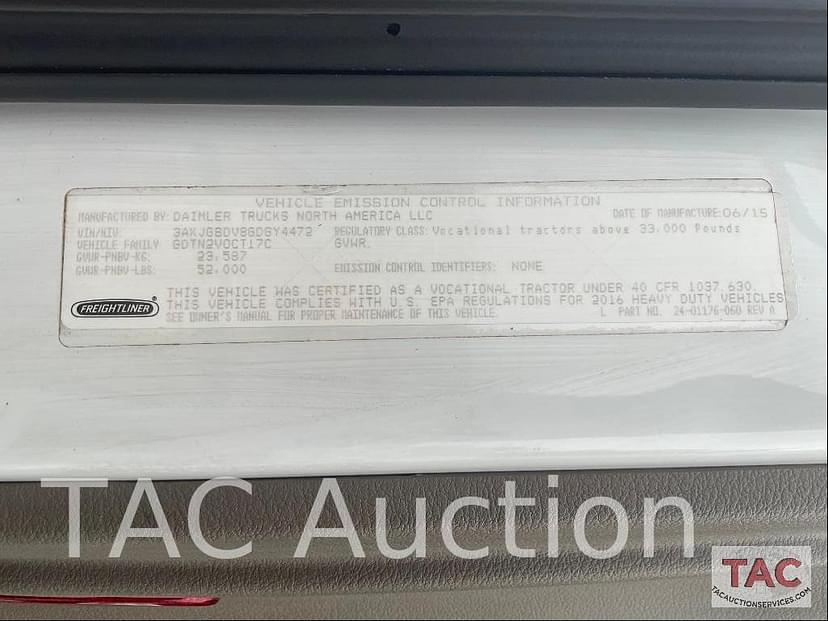 VEHICLE EMISSION CONTROL INFORMATION
MANUFACTURED BY: DAIMLER TRUCKS NORTH AMERICA LLC DATE OF MANUFACTURE: 06/15
VIN/NIV: 3AKJGBDV8GDGY4472 REGULATORY CLASS: Vocational tractors above 33,000 Pounds
VEHICLE FAMILY GDTN2VOCT17C GVWR.
GVWR-PNBV-KG: 23,587
GVWR-PNBV-LBS: 52,000 EMISSION CONTROL IDENTIFIERS: NONE
THIS VEHICLE WAS CERTIFIED AS A VOCATIONAL TRACTOR UNDER 40 CFR 1037.630.
THIS VEHICLE COMPLIES WITH U.S. EPA REGULATIONS FOR 2016 HEAVY DUTY VEHICLES
FREIGHTLINER
SEE OWNER'S MANUAL FOR PROPER MAINTENANCE OF THIS VEHICLE. L PART NO. 24-01176-060 REV A
TAC Auction
TAC
TACAUCTIONSERVICES.COM